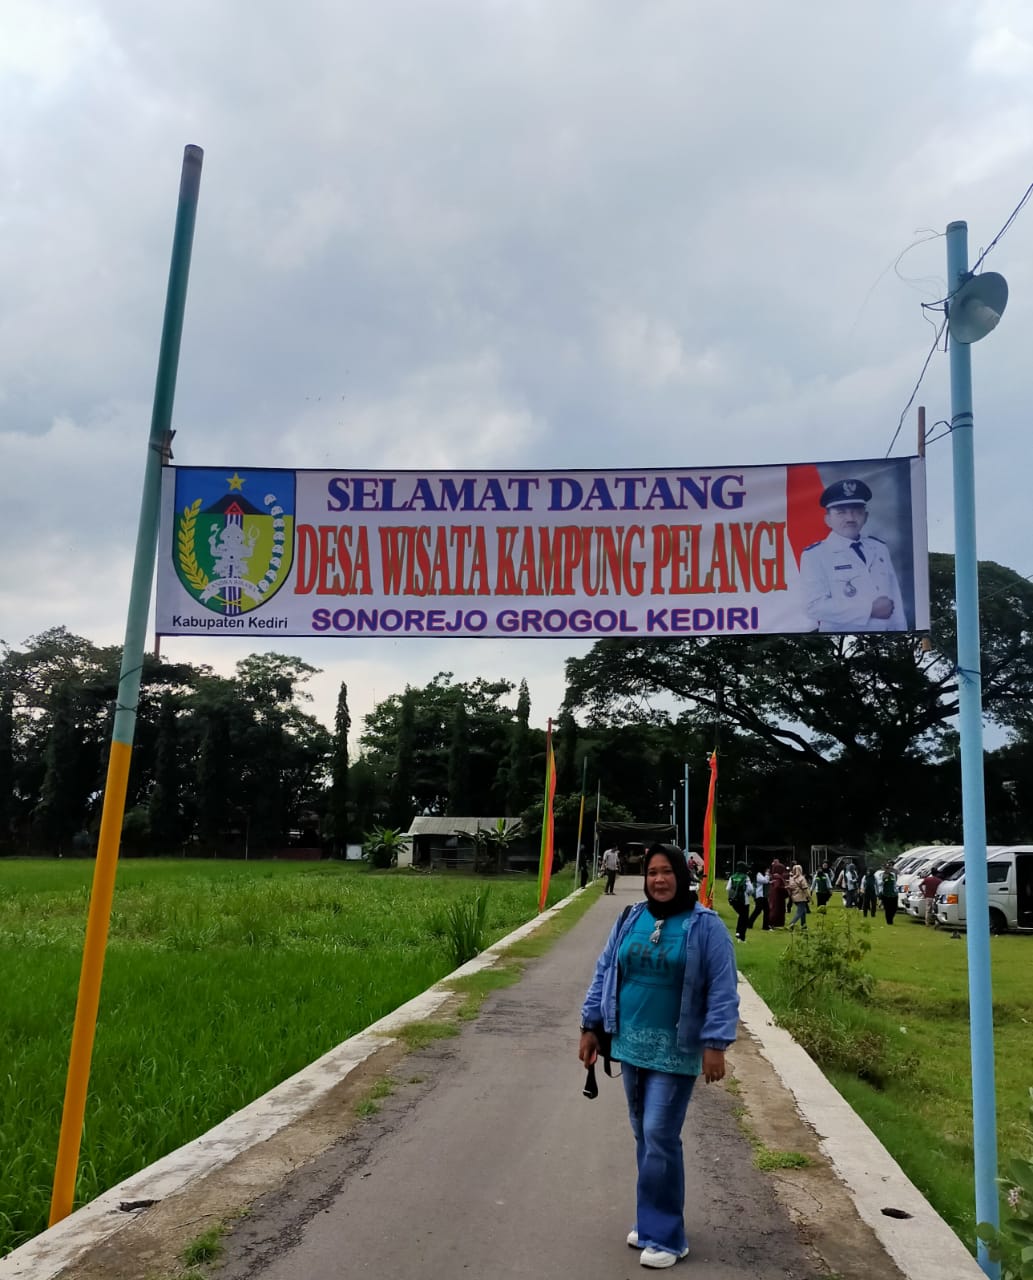 SELAMAT DATANG
DESA WISATA KAMPUNG PELANGI
SONOREJO GROGOL KEDIRI
Kabupaten Kediri
PKK